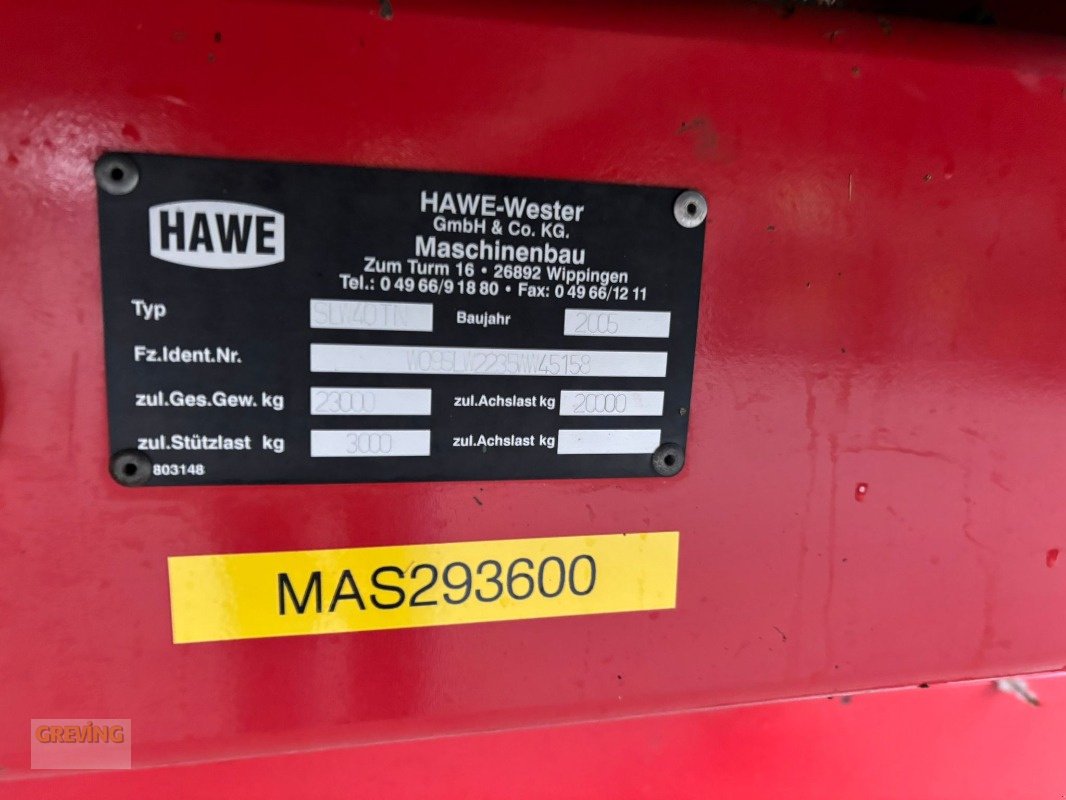 HAWE
HAWE-Wester
GmbH & Co. KG.
Maschinenbau
Zum Turm 16 • 26892 Wippingen
Tel.: 0 49 66/9 18 80 • Fax: 0 49 66/12 11
Typ SLW40TN Baujahr 2005
Fz.Ident.Nr. W09SLW2235WW45158
zul.Ges.Gew. kg 23000 zul.Achslast kg 20000
zul.Stützlast kg 3000 zul.Achslast kg
803148
MAS293600
GREVING